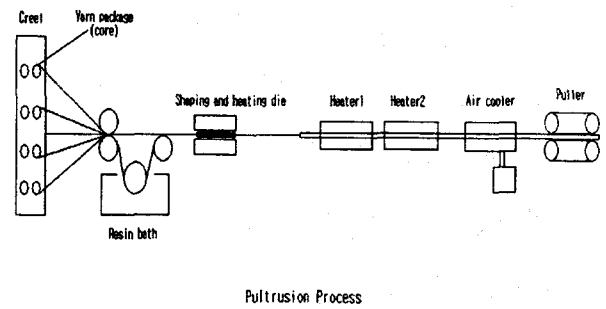 Creel
Yarn package
(core)
Shaping and heating die
Heater1
Heater2
Air cooler
Puller
Resin bath
Pultrusion Process